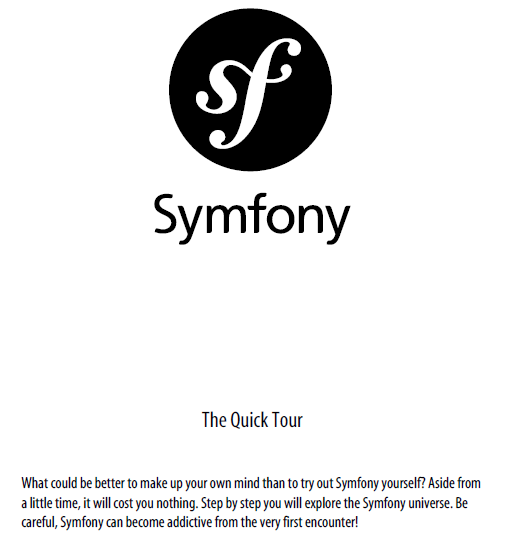 sf
Symfony
The Quick Tour
What could be better to make up your own mind than to try out Symfony yourself? Aside from
a little time, it will cost you nothing. Step by step you will explore the Symfony universe. Be
careful, Symfony can become addictive from the very first encounter!